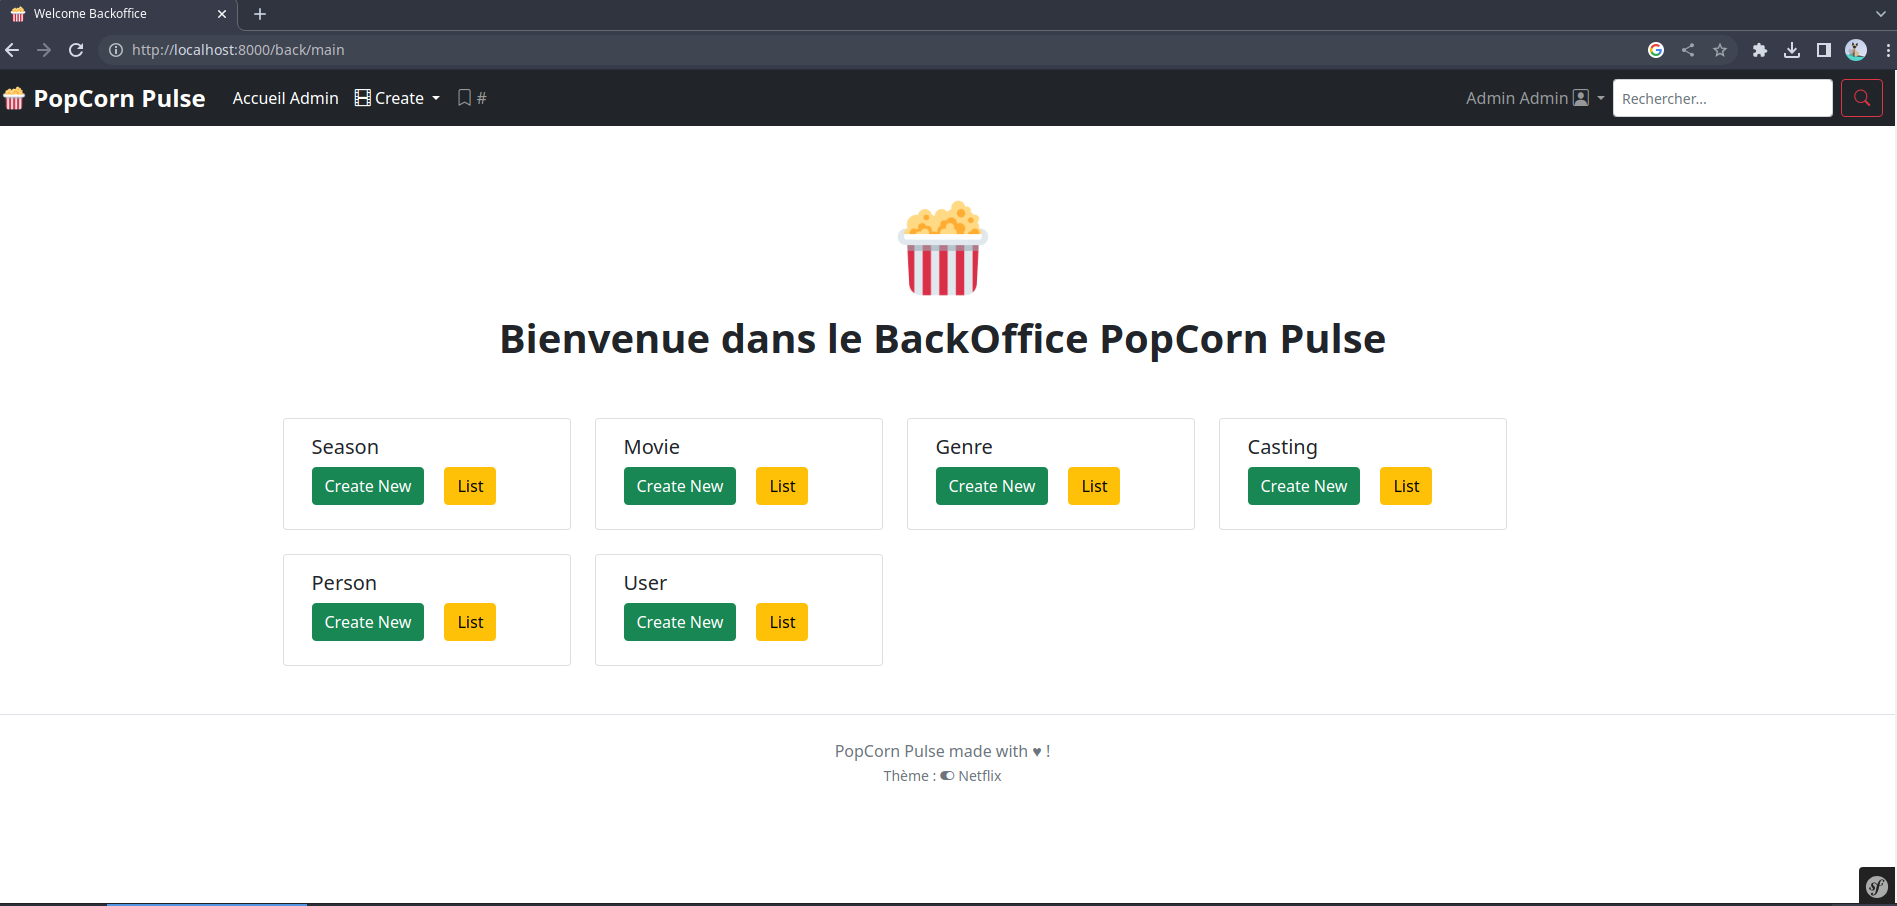 Welcome Backoffice
http://localhost:8000/back/main
PopCorn Pulse Accueil Admin Create # Admin Admin Rechercher...
Bienvenue dans le BackOffice PopCorn Pulse
Season Movie Genre Casting
Create New List Create New List Create New List Create New List
Person User
Create New List Create New List
PopCorn Pulse made with ♥ !
Thème : Netflix
sf